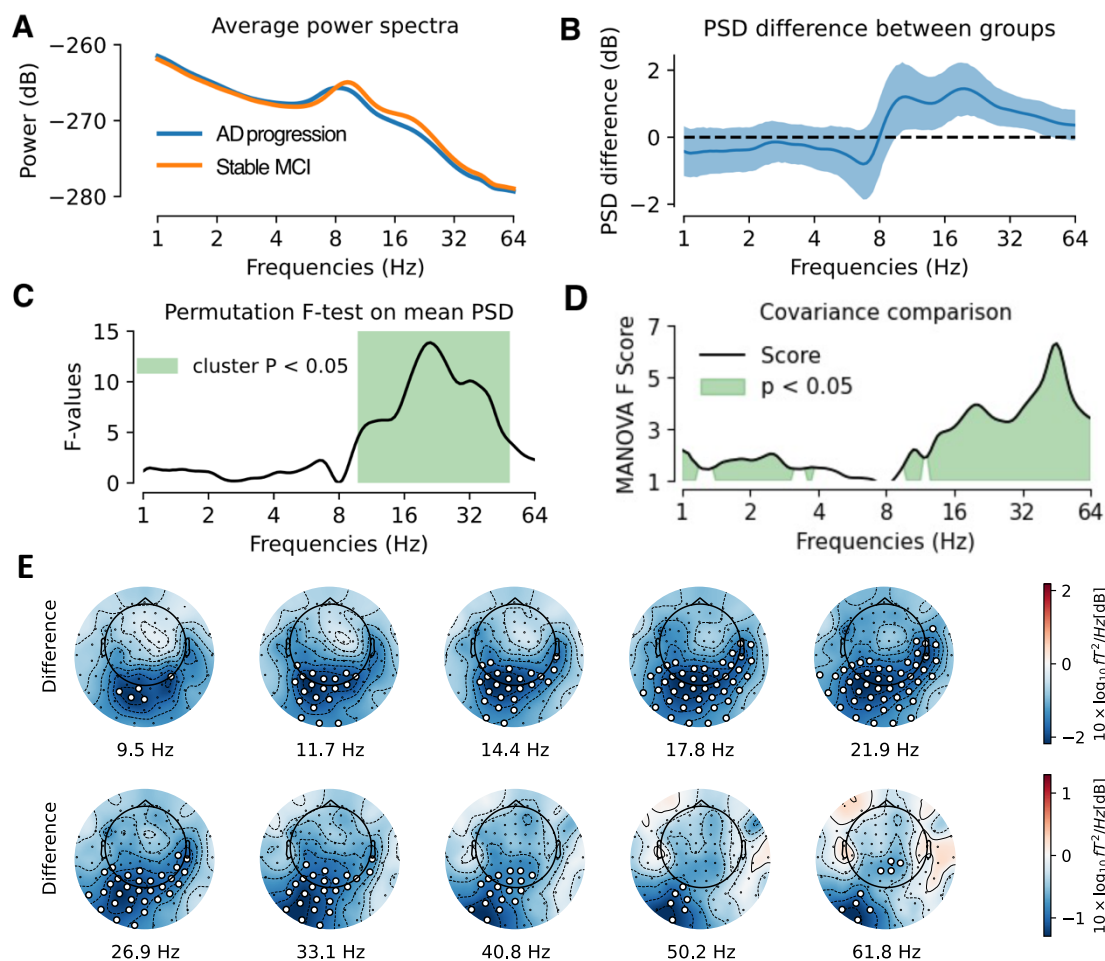 A
Average power spectra
−260
−270
−280
Power (dB)
AD progression
Stable MCI
1 2 4 8 16 32 64
Frequencies (Hz)
B
PSD difference between groups
2
0
−2
PSD difference (dB)
1 2 4 8 16 32 64
Frequencies (Hz)
C
Permutation F-test on mean PSD
15
10
5
0
F-values
cluster P < 0.05
1 2 4 8 16 32 64
Frequencies (Hz)
D
Covariance comparison
7
5
3
1
MANOVA F Score
Score
p < 0.05
1 2 4 8 16 32 64
Frequencies (Hz)
E
Difference
9.5 Hz 11.7 Hz 14.4 Hz 17.8 Hz 21.9 Hz
2
0
−2
10 × log₁₀ fT²/Hz[dB]
Difference
26.9 Hz 33.1 Hz 40.8 Hz 50.2 Hz 61.8 Hz
1
0
−1
10 × log₁₀ fT²/Hz[dB]